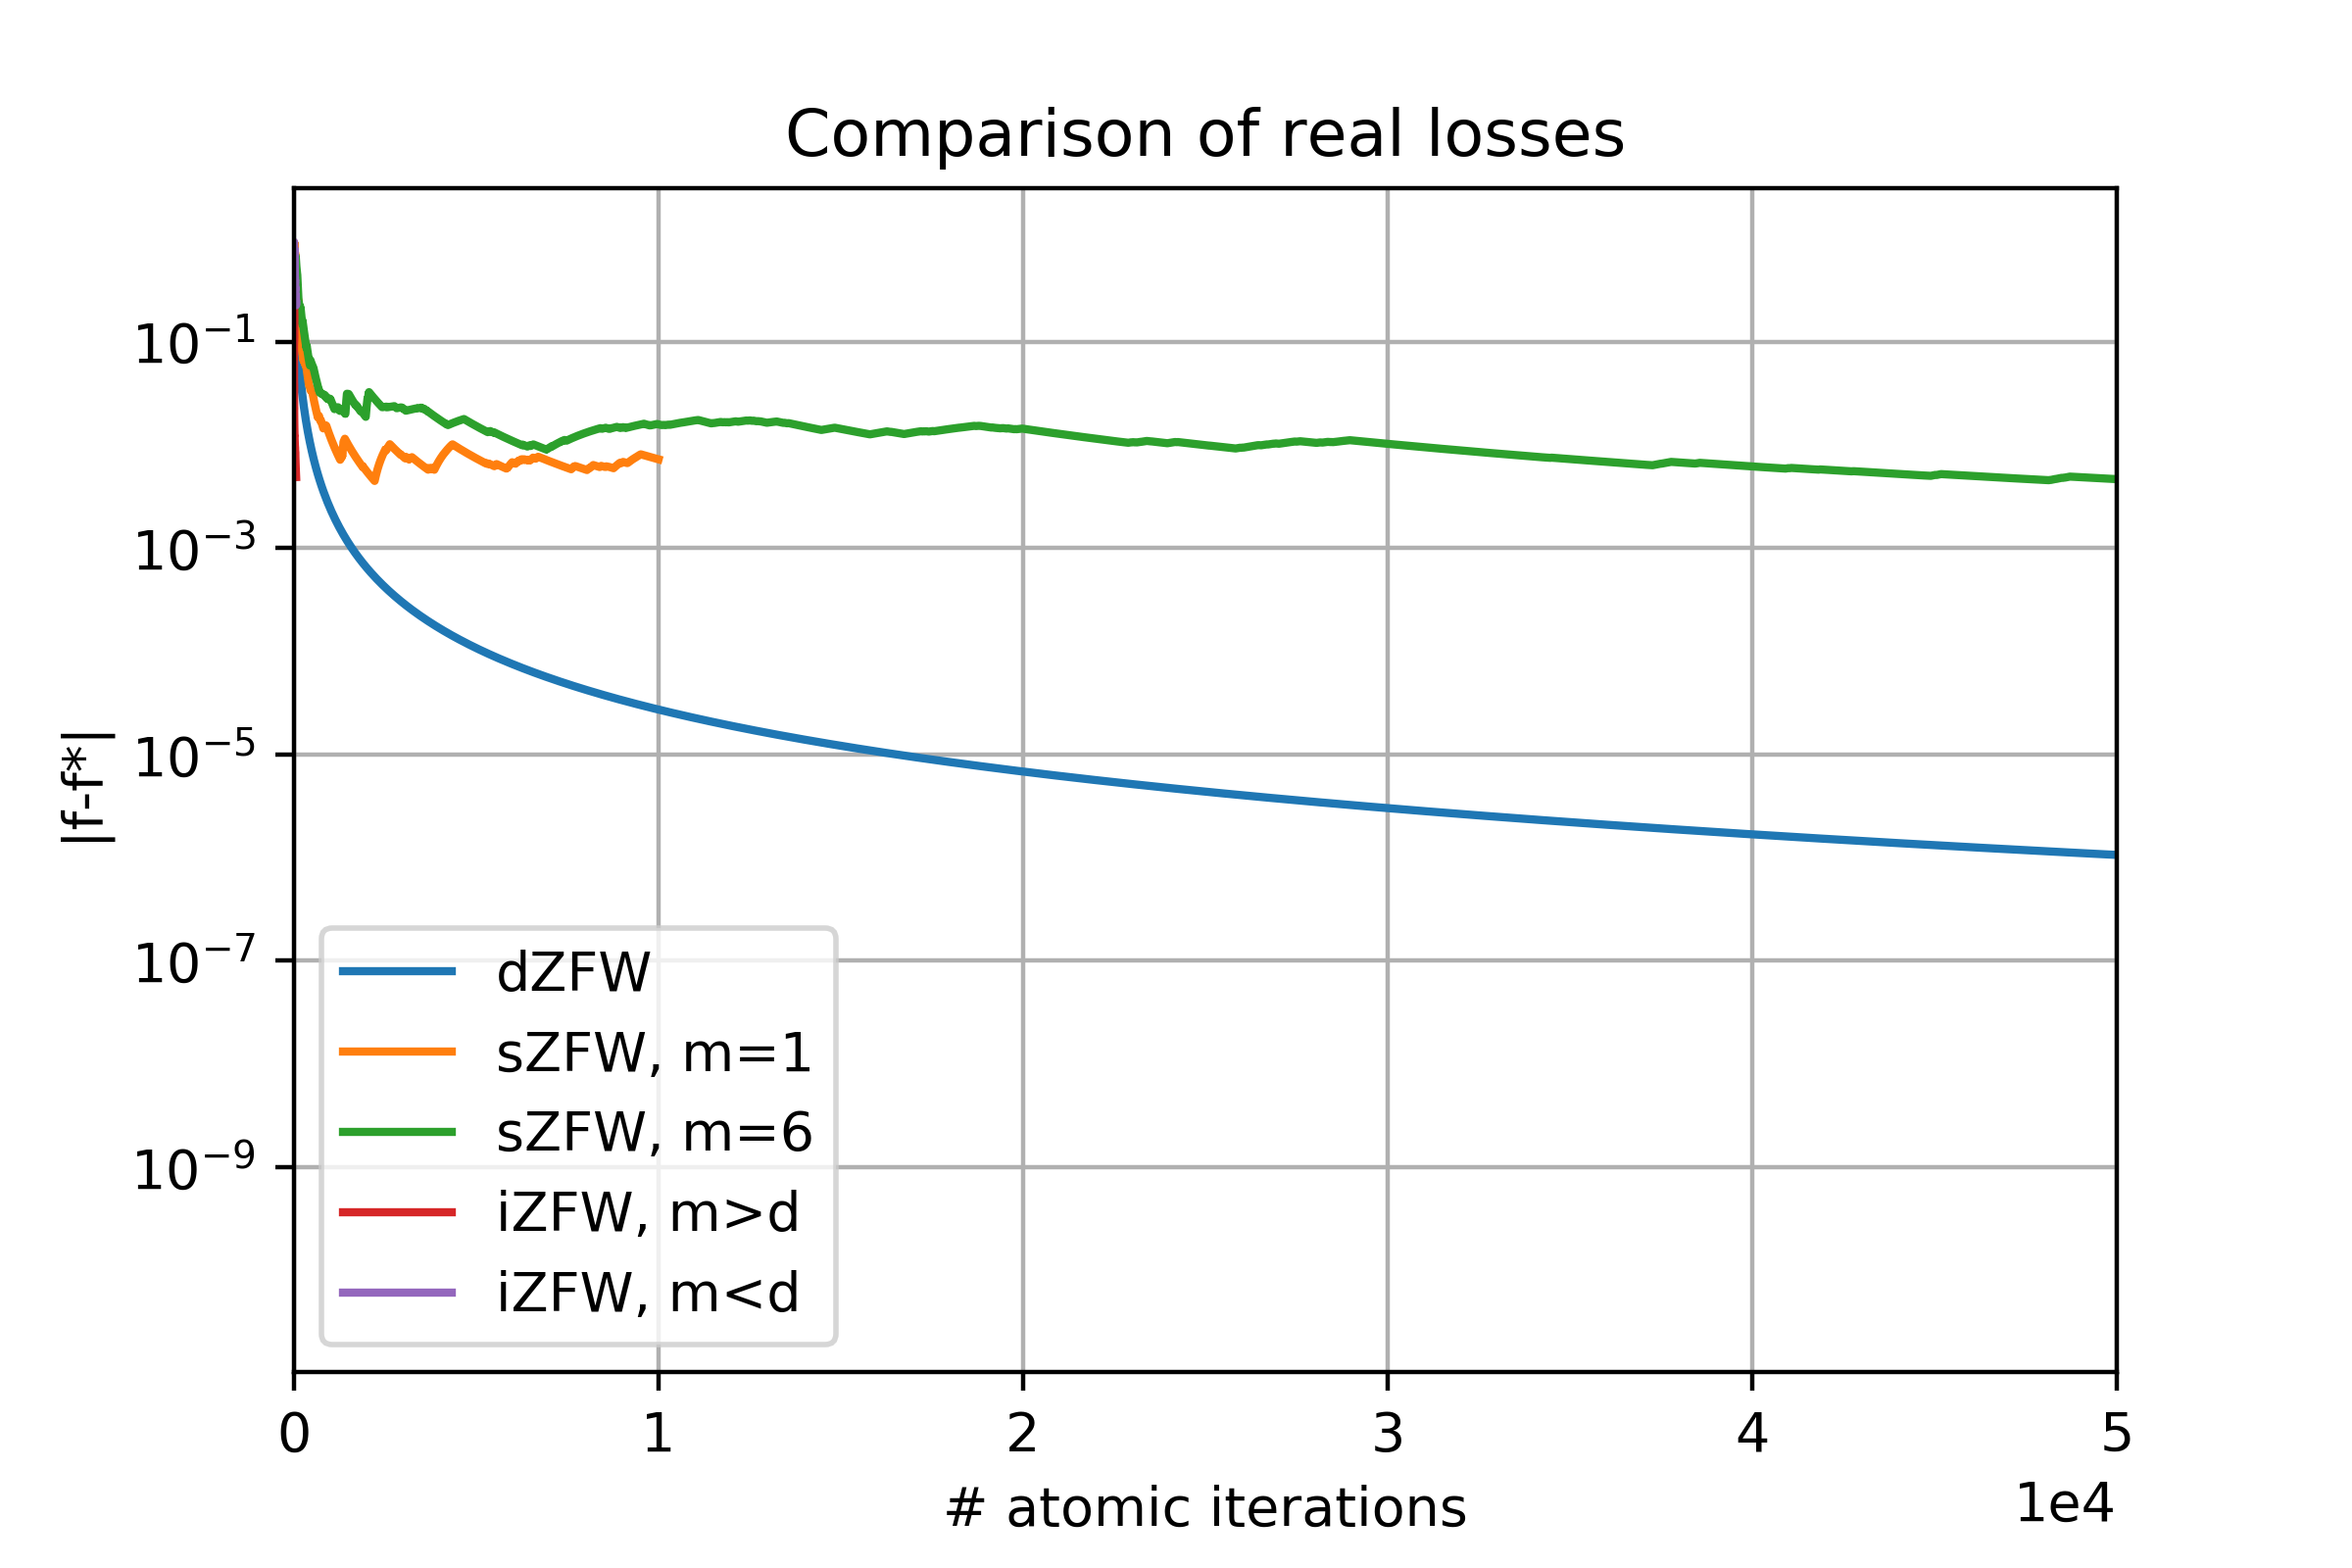 Comparison of real losses
|f-f*|
10⁻¹
10⁻³
10⁻⁵
10⁻⁷
10⁻⁹
dZFW
sZFW, m=1
sZFW, m=6
iZFW, m>d
iZFW, m<d
0 1 2 3 4 5
1e4
# atomic iterations